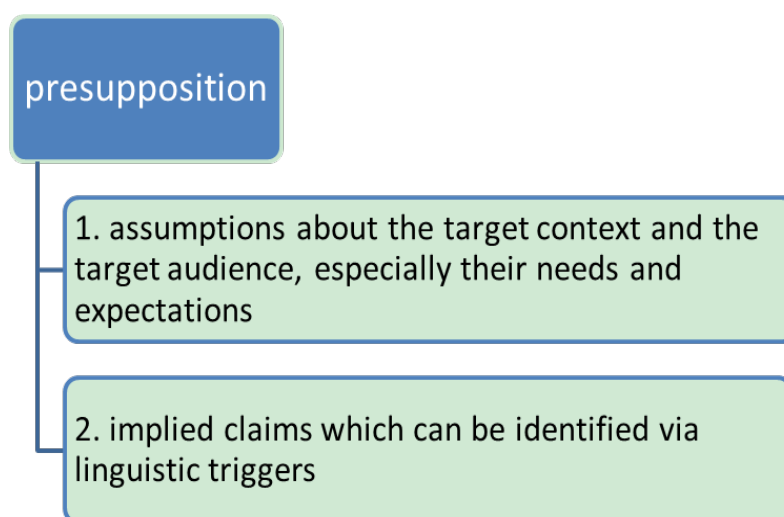 presupposition
1. assumptions about the target context and the
target audience, especially their needs and
expectations
2. implied claims which can be identified via
linguistic triggers